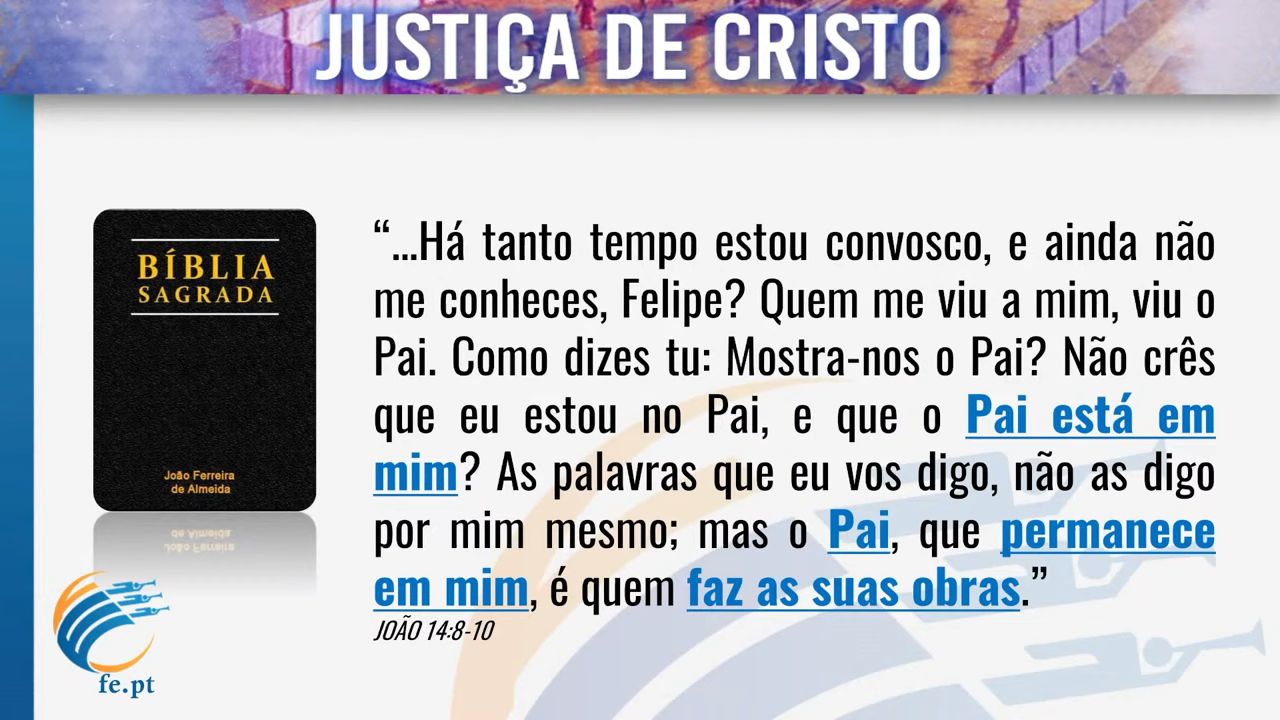 JUSTIÇA DE CRISTO
BÍBLIA
SAGRADA
João Ferreira
de Almeida
“...Há tanto tempo estou convosco, e ainda não
me conheces, Felipe? Quem me viu a mim, viu o
Pai. Como dizes tu: Mostra-nos o Pai? Não crês
que eu estou no Pai, e que o Pai está em
mim? As palavras que eu vos digo, não as digo
por mim mesmo; mas o Pai, que permanece
em mim, é quem faz as suas obras.”
JOÃO 14:8-10
fe.pt